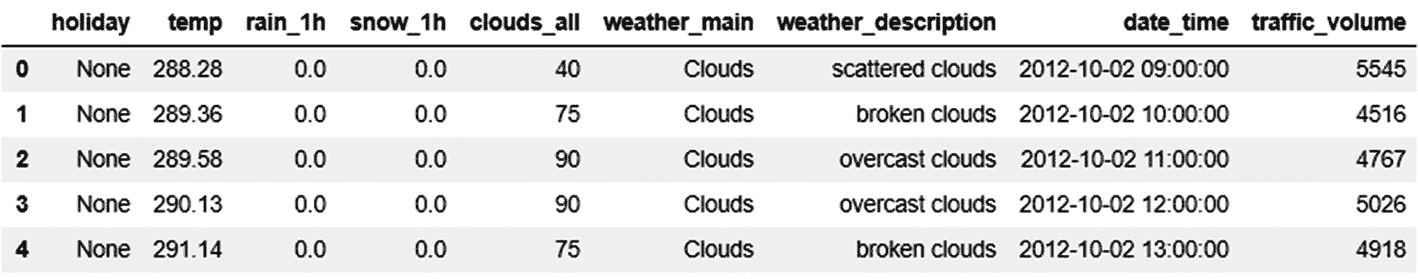 holiday temp rain_1h snow_1h clouds_all weather_main weather_description date_time traffic_volume
0 None 288.28 0.0 0.0 40 Clouds scattered clouds 2012-10-02 09:00:00 5545
1 None 289.36 0.0 0.0 75 Clouds broken clouds 2012-10-02 10:00:00 4516
2 None 289.58 0.0 0.0 90 Clouds overcast clouds 2012-10-02 11:00:00 4767
3 None 290.13 0.0 0.0 90 Clouds overcast clouds 2012-10-02 12:00:00 5026
4 None 291.14 0.0 0.0 75 Clouds broken clouds 2012-10-02 13:00:00 4918